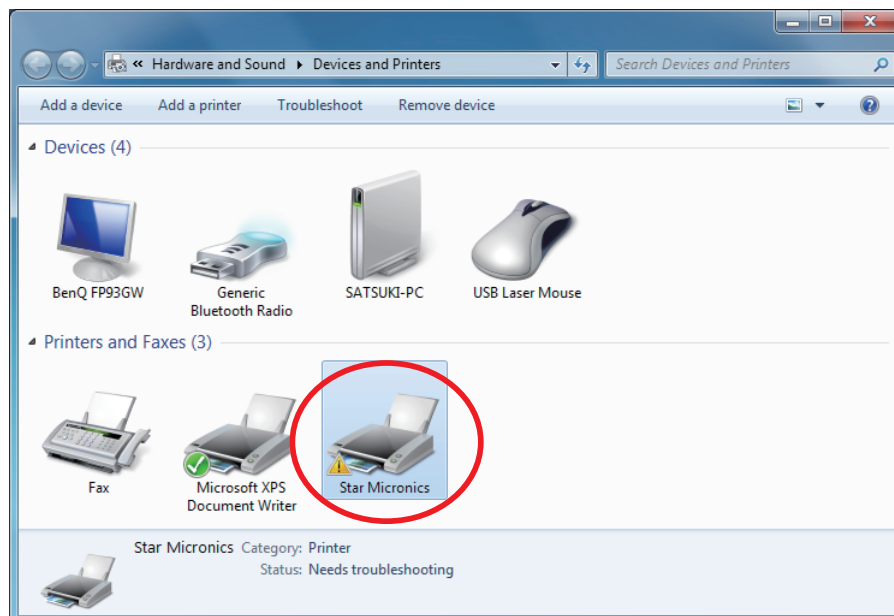 « Hardware and Sound ▸ Devices and Printers
Search Devices and Printers
Add a device Add a printer Troubleshoot Remove device
Devices (4)
BenQ FP93GW
Generic
Bluetooth Radio
SATSUKI-PC
USB Laser Mouse
Printers and Faxes (3)
Fax
Microsoft XPS
Document Writer
Star Micronics
Star Micronics Category: Printer
Status: Needs troubleshooting